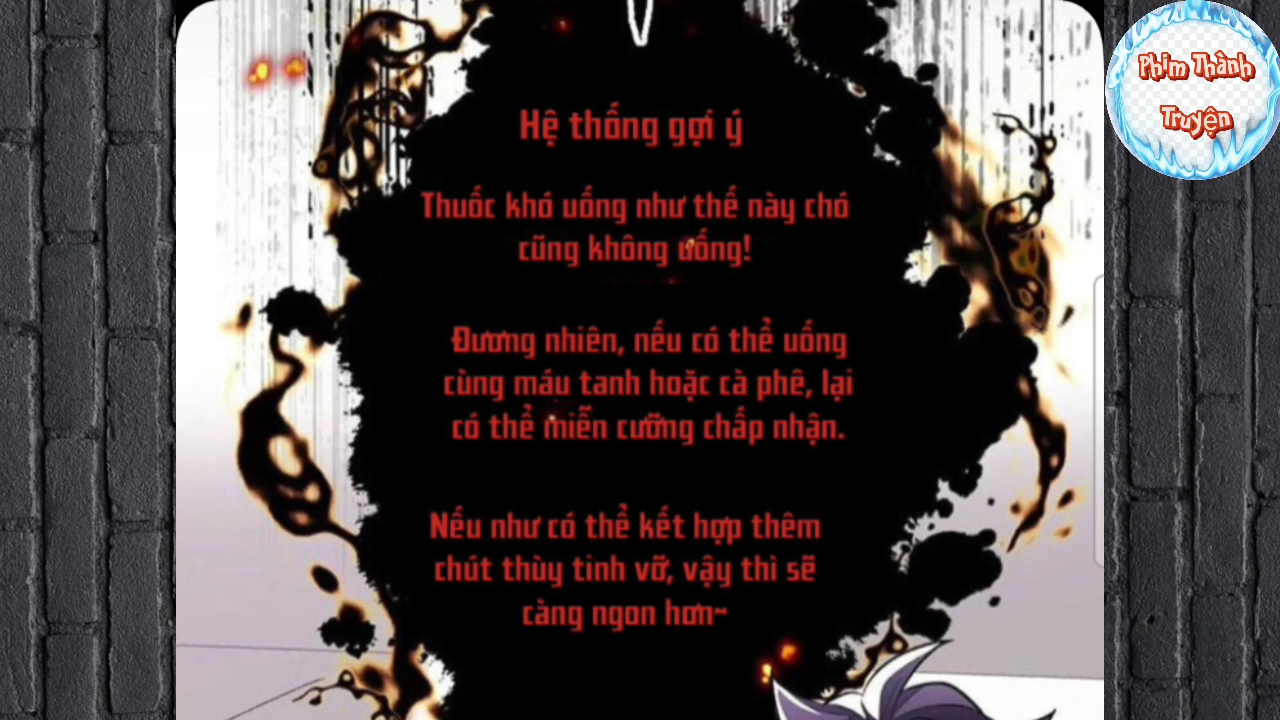 Phim Thành
Truyện
Hệ thống gợi ý
Thuốc khó uống như thế này chó
cũng không uống!
Đương nhiên, nếu có thể uống
cùng máu tanh hoặc cà phê, lại
có thể miễn cưỡng chấp nhận.
Nếu như có thể kết hợp thêm
chút thùy tinh vỡ, vậy thì sẽ
càng ngon hơn~